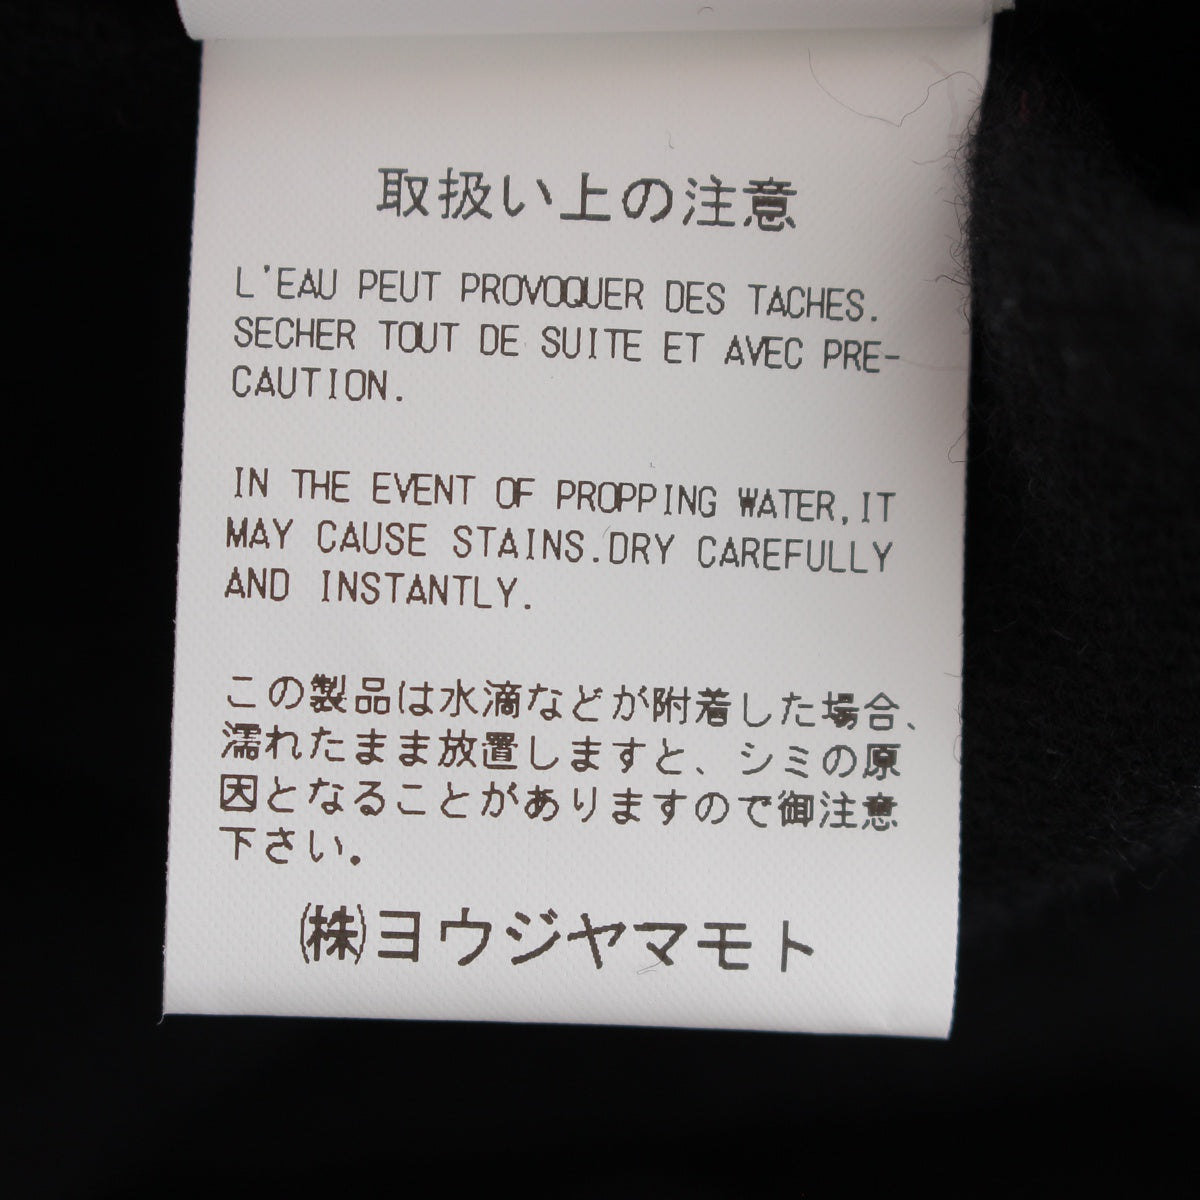 取扱い上の注意
L'EAU PEUT PROVOQUER DES TACHES.
SECHER TOUT DE SUITE ET AVEC PRE-
CAUTION.
IN THE EVENT OF PROPPING WATER,IT
MAY CAUSE STAINS.DRY CAREFULLY
AND INSTANTLY.
この製品は水滴などが附着した場合、
濡れたまま放置しますと、シミの原
因となることがありますので御注意
下さい。
㈱ヨウジヤマモト